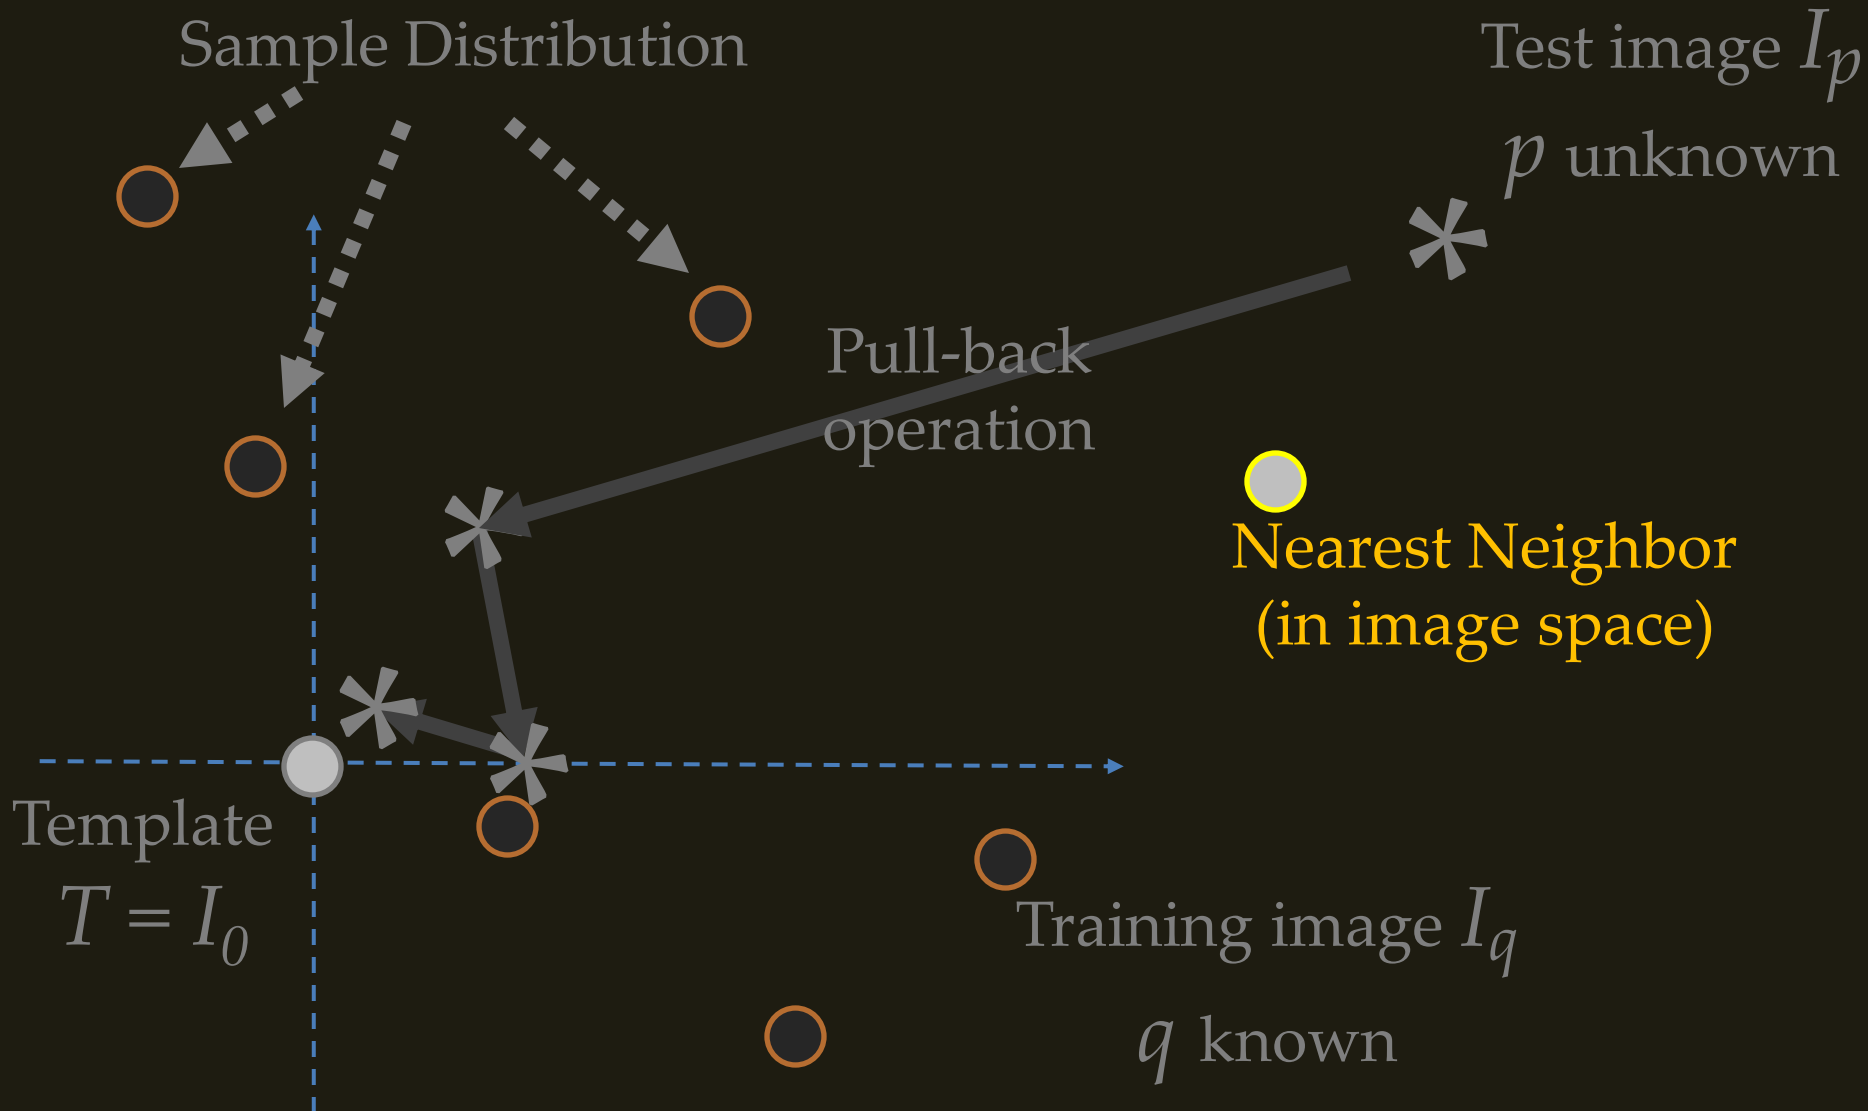 Sample Distribution
Test image I_p
p unknown
Pull-back
operation
Nearest Neighbor
(in image space)
Template
T = I_0
Training image I_q
q known